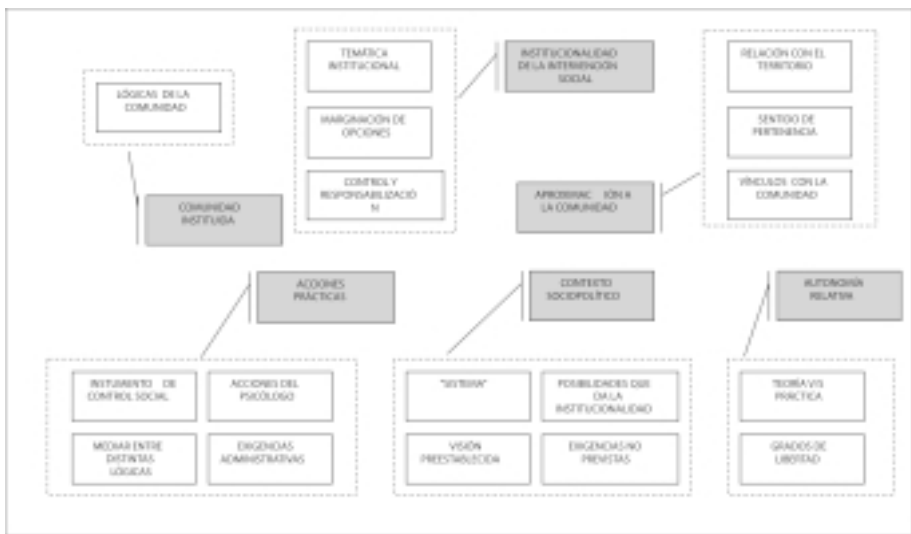 TEMÁTICA
INSTITUCIONAL
MARGINACIÓN DE
OPCIONES
CONTROL Y
RESPONSABILIZACIÓ
N
INSTITUCIONALIDAD
DE LA INTERVENCIÓN
SOCIAL
RELACIÓN CON EL
TERRITORIO
SENTIDO DE
PERTENENCIA
VÍNCULOS CON LA
COMUNIDAD
LÓGICAS DE LA
COMUNIDAD
COMUNIDAD
INSTITUIDA
APROXIMAC IÓN A
LA COMUNIDAD
ACCIONES
PRÁCTICAS
CONTEXTO
SOCIOPOLÍTICO
AUTONOMÍA
RELATIVA
INSTUMENTO DE
CONTROL SOCIAL
ACCIONES DEL
PSICÓLOGO
MEDIAR ENTRE
DISTINTAS
LÓGICAS
EXIGENCIAS
ADMINISTRATIVAS
"SISTEMA"
POSIBILIDADES QUE
DA LA
INSTITUCIONALIDAD
VISIÓN
PREESTABLECIDA
EXIGENCIAS NO
PREVISTAS
TEORÍA V/S
PRÁCTICA
GRADOS DE
LIBERTAD